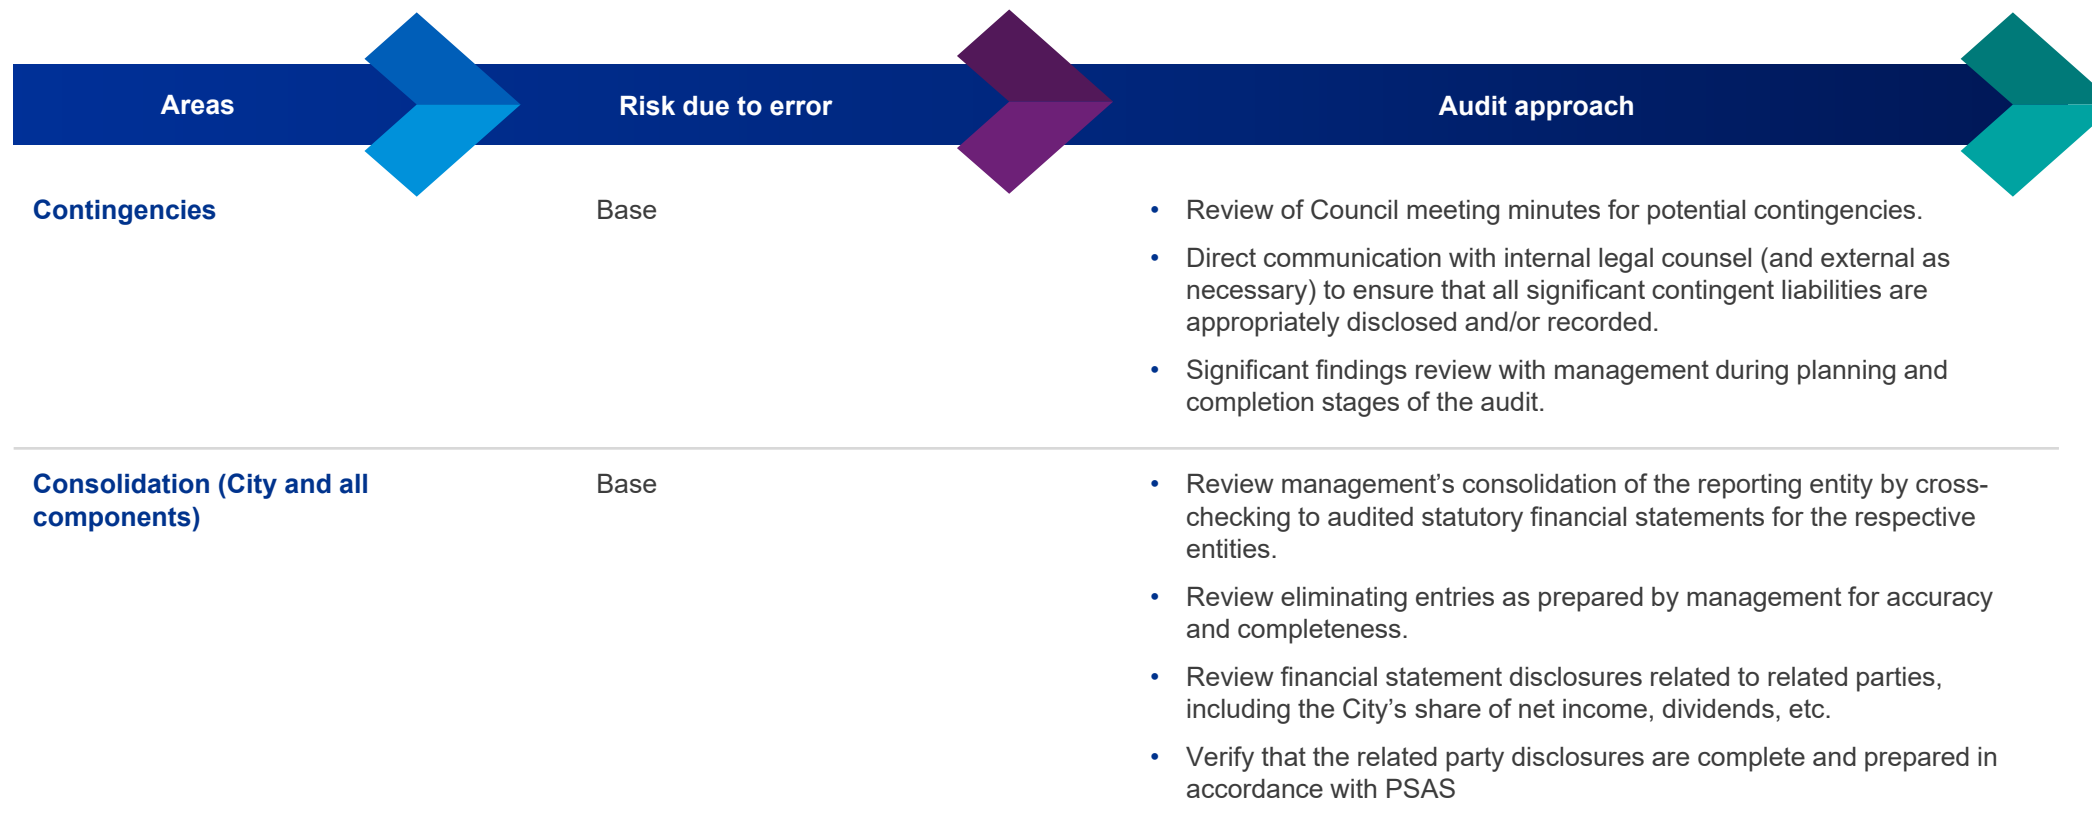 Areas
Risk due to error
Audit approach
Contingencies
Base
• Review of Council meeting minutes for potential contingencies.
• Direct communication with internal legal counsel (and external as
necessary) to ensure that all significant contingent liabilities are
appropriately disclosed and/or recorded.
• Significant findings review with management during planning and
completion stages of the audit.
Consolidation (City and all
components)
Base
• Review management’s consolidation of the reporting entity by cross-
checking to audited statutory financial statements for the respective
entities.
• Review eliminating entries as prepared by management for accuracy
and completeness.
• Review financial statement disclosures related to related parties,
including the City’s share of net income, dividends, etc.
• Verify that the related party disclosures are complete and prepared in
accordance with PSAS